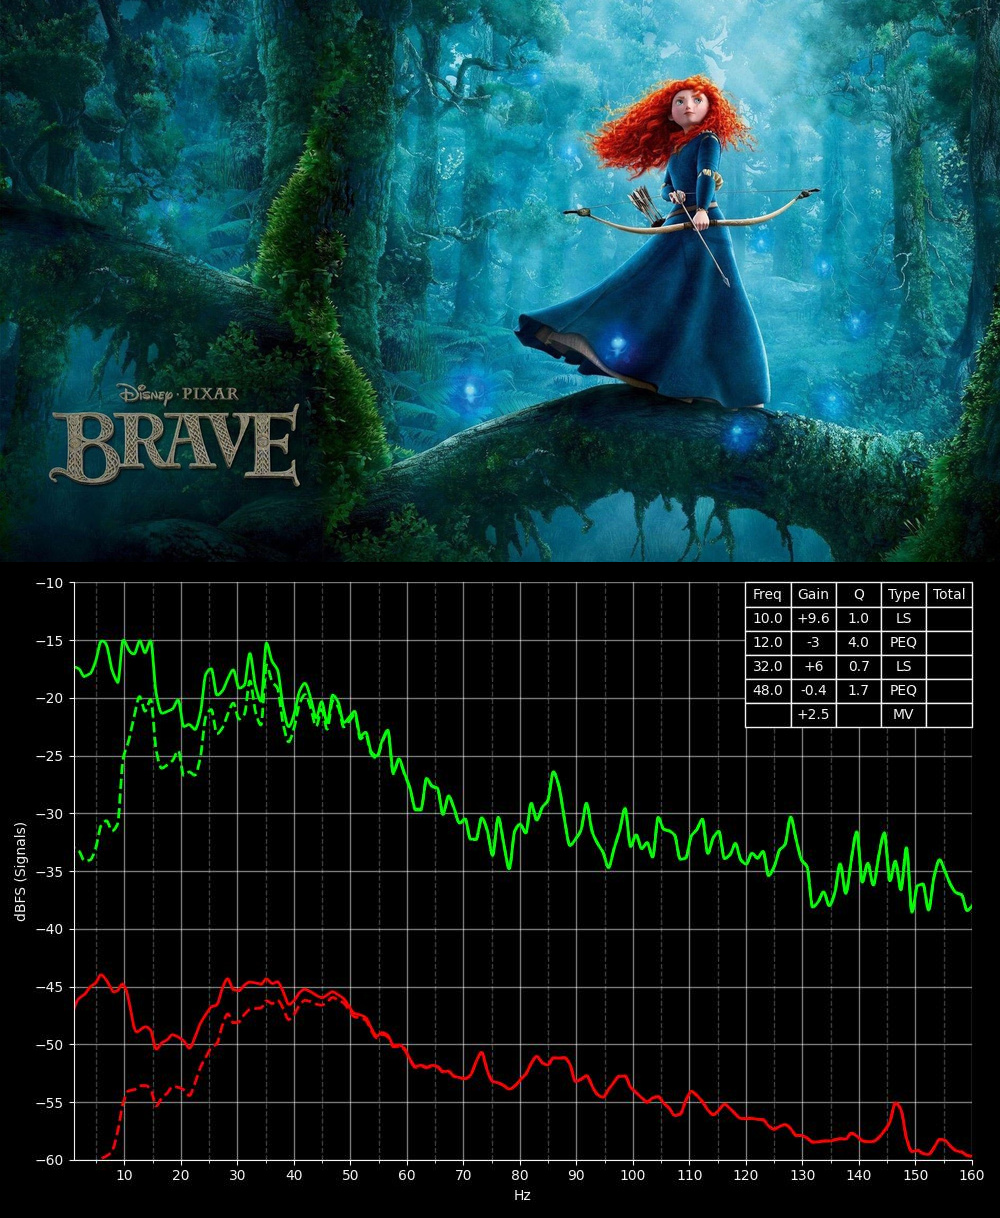 Disney·PIXAR
BRAVE
−10
−15
−20
−25
−30
−35
−40
−45
−50
−55
−60
dBFS (Signals)
Freq Gain Q Type Total
10.0 +9.6 1.0 LS
12.0 -3 4.0 PEQ
32.0 +6 0.7 LS
48.0 -0.4 1.7 PEQ
+2.5 MV
10 20 30 40 50 60 70 80 90 100 110 120 130 140 150 160
Hz